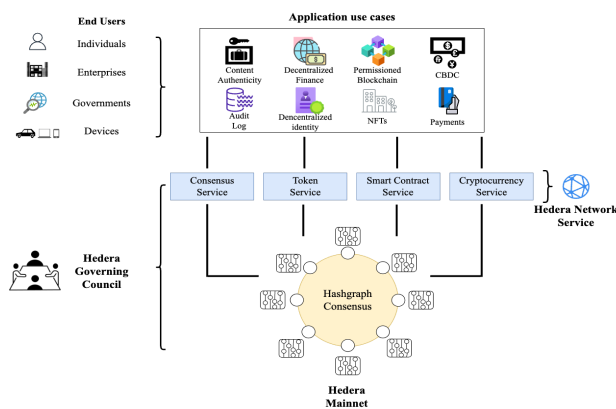 End Users
Individuals
Enterprises
Governments
Devices
Application use cases
Content
Authenticity
Decentralized
Finance
Permissioned
Blockchain
CBDC
Audit
Log
Dencentralized
identity
NFTs
Payments
Consensus
Service
Token
Service
Smart Contract
Service
Cryptocurrency
Service
Hedera Network
Service
Hedera
Governing
Council
Hashgraph
Consensus
Hedera
Mainnet